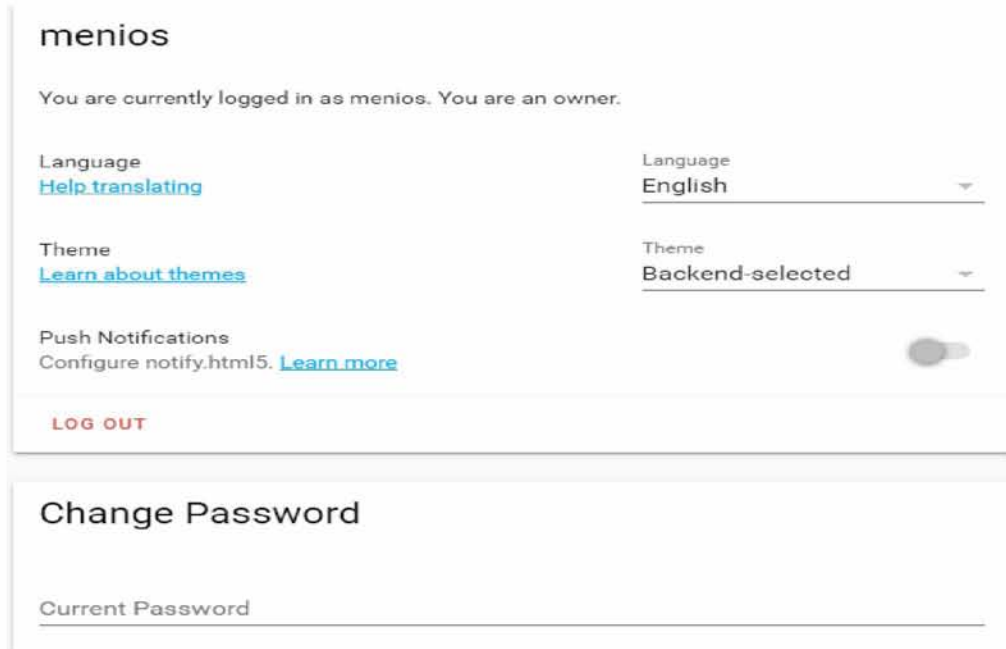 menios
You are currently logged in as menios. You are an owner.
Language
Help translating
Language
English
Theme
Learn about themes
Theme
Backend-selected
Push Notifications
Configure notify.html5. Learn more
LOG OUT
Change Password
Current Password